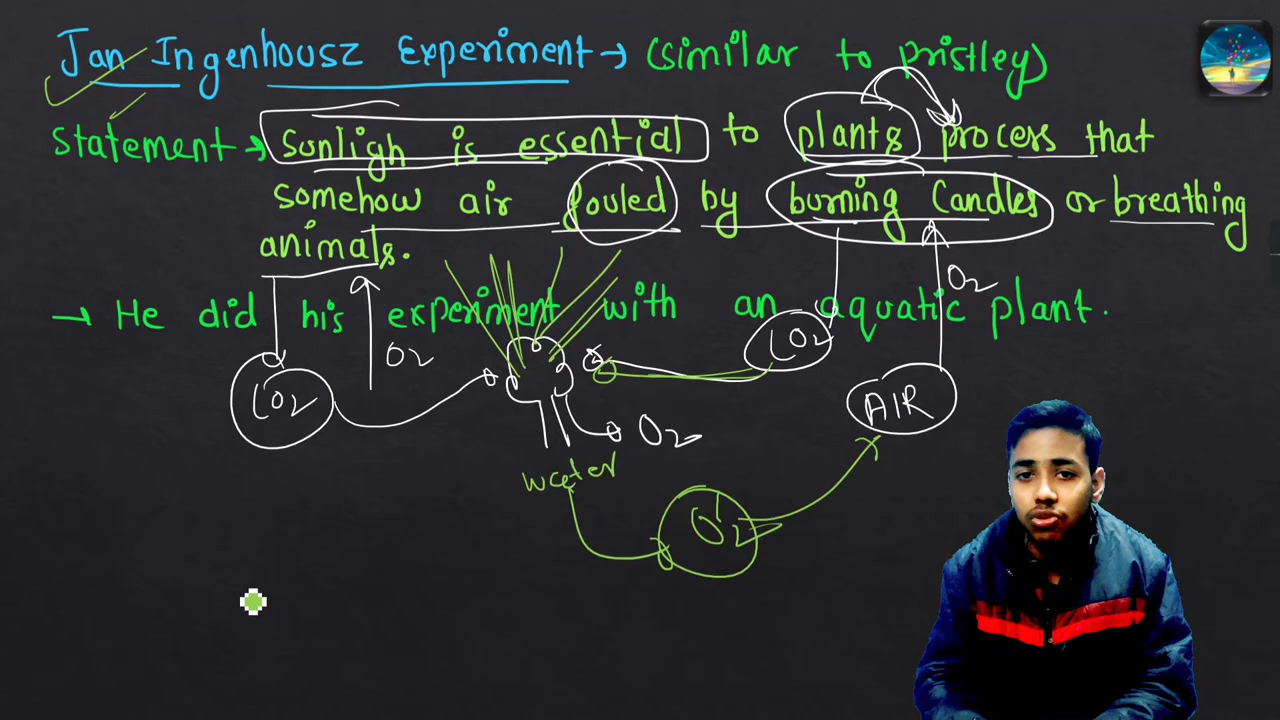 Jan Ingenhousz Experiment → (similar to pristley)
Statement → Sunligh is essential to plants process that
somehow air fouled by burning Candles or breathing
animals.
→ He did his experiment with an aquatic plant.
O2
CO2
O2
CO2
AIR
O2
water
O2